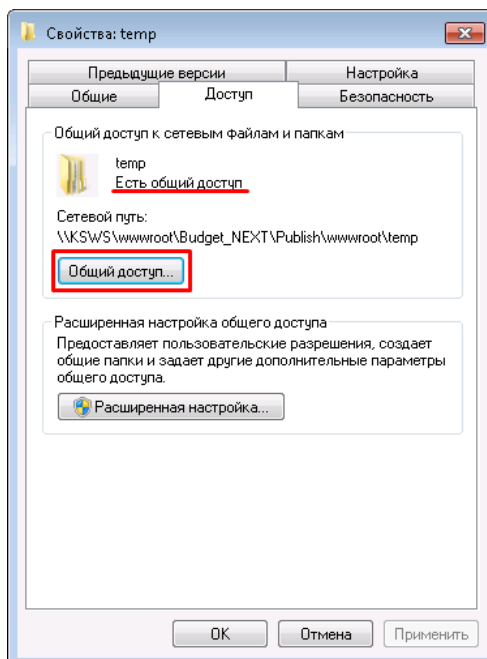 Свойства: temp
Предыдущие версии
Настройка
Общие
Доступ
Безопасность
Общий доступ к сетевым файлам и папкам
temp
Есть общий доступ
Сетевой путь:
\\KSWS\wwwroot\Budget_NEXT\Publish\wwwroot\temp
Общий доступ...
Расширенная настройка общего доступа
Предоставляет пользовательские разрешения, создает
общие папки и задает другие дополнительные параметры
общего доступа.
Расширенная настройка...
OK
Отмена
Применить